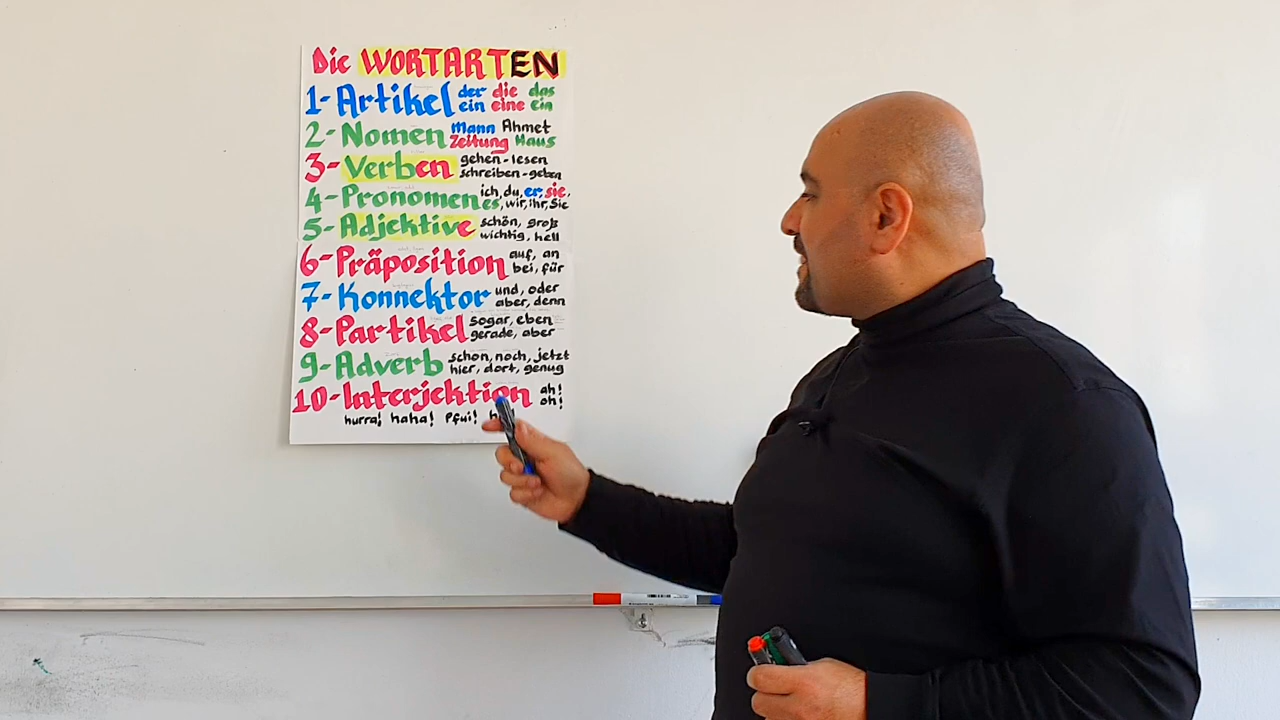 Die WORTARTEN
1- Artikel der die das
ein eine ein
2- Nomen Mann Ahmet
Zeitung Haus
3- Verben gehen - lesen
schreiben - geben
4- Pronomen ich, du, er, sie,
es, wir, ihr, Sie
5- Adjektive schön, groß
wichtig, hell
6- Präposition auf, an
bei, für
7- Konnektor und, oder
aber, denn
8- Partikel sogar, eben
gerade, aber
9- Adverb schon, noch, jetzt
hier, dort, genug
10- Interjektion ah!
oh!
hurra! haha! Pfui!